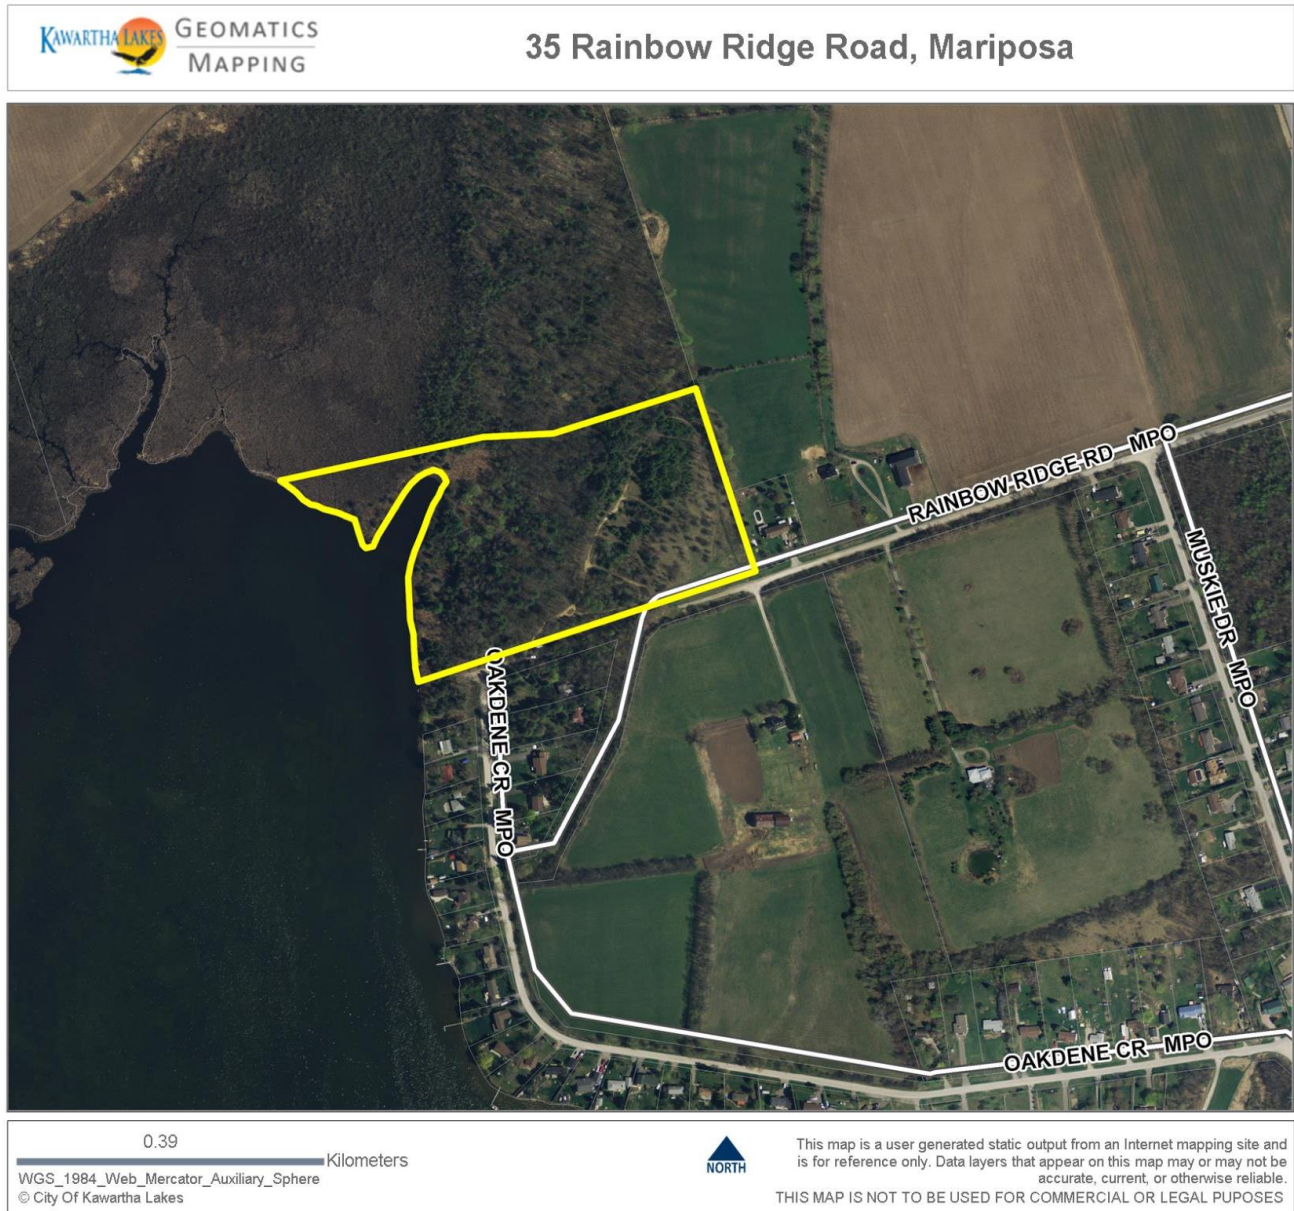 KAWARTHA LAKES
GEOMATICS
MAPPING
35 Rainbow Ridge Road, Mariposa
RAINBOW RIDGE RD MPO
MUSKIE DR MPO
OAKDENE CR MPO
OAKDENE CR MPO
0.39
Kilometers
WGS_1984_Web_Mercator_Auxiliary_Sphere
© City Of Kawartha Lakes
NORTH
This map is a user generated static output from an Internet mapping site and
is for reference only. Data layers that appear on this map may or may not be
accurate, current, or otherwise reliable.
THIS MAP IS NOT TO BE USED FOR COMMERCIAL OR LEGAL PUPOSES